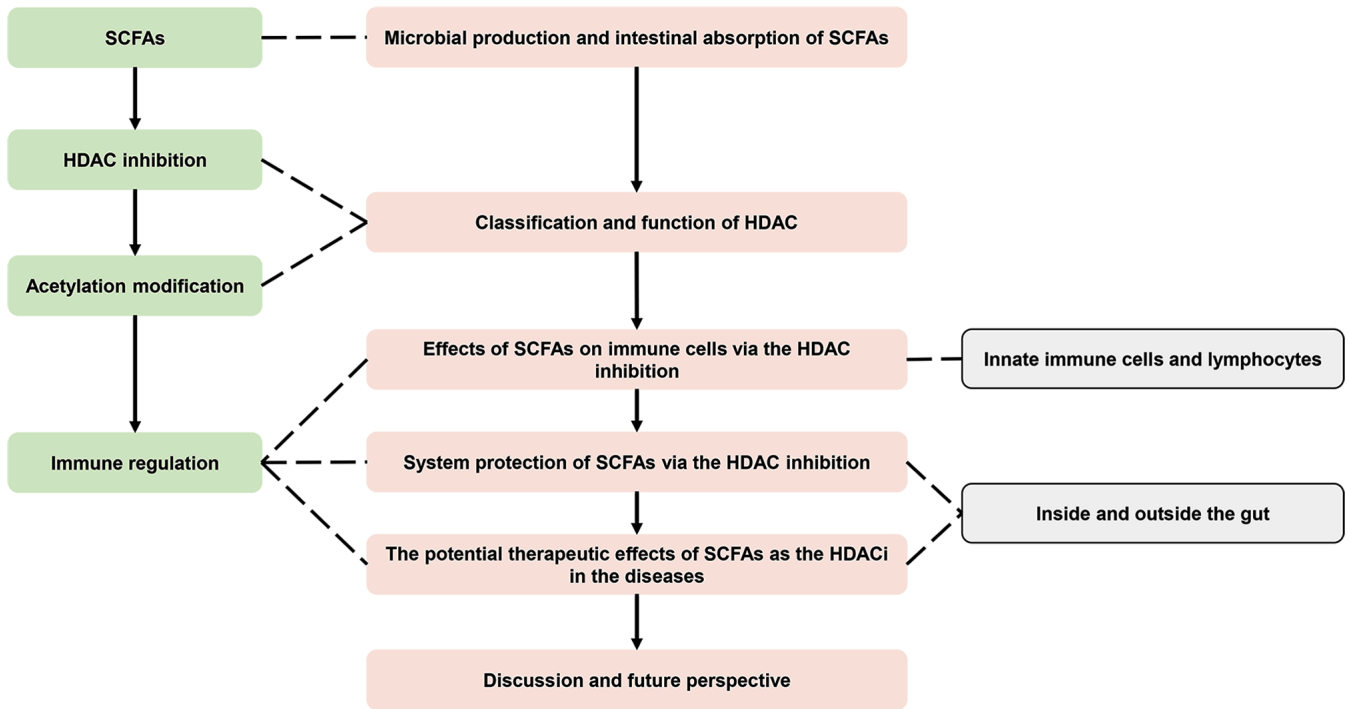 SCFAs
Microbial production and intestinal absorption of SCFAs
HDAC inhibition
Classification and function of HDAC
Acetylation modification
Effects of SCFAs on immune cells via the HDAC
inhibition
Innate immune cells and lymphocytes
Immune regulation
System protection of SCFAs via the HDAC inhibition
Inside and outside the gut
The potential therapeutic effects of SCFAs as the HDACi
in the diseases
Discussion and future perspective